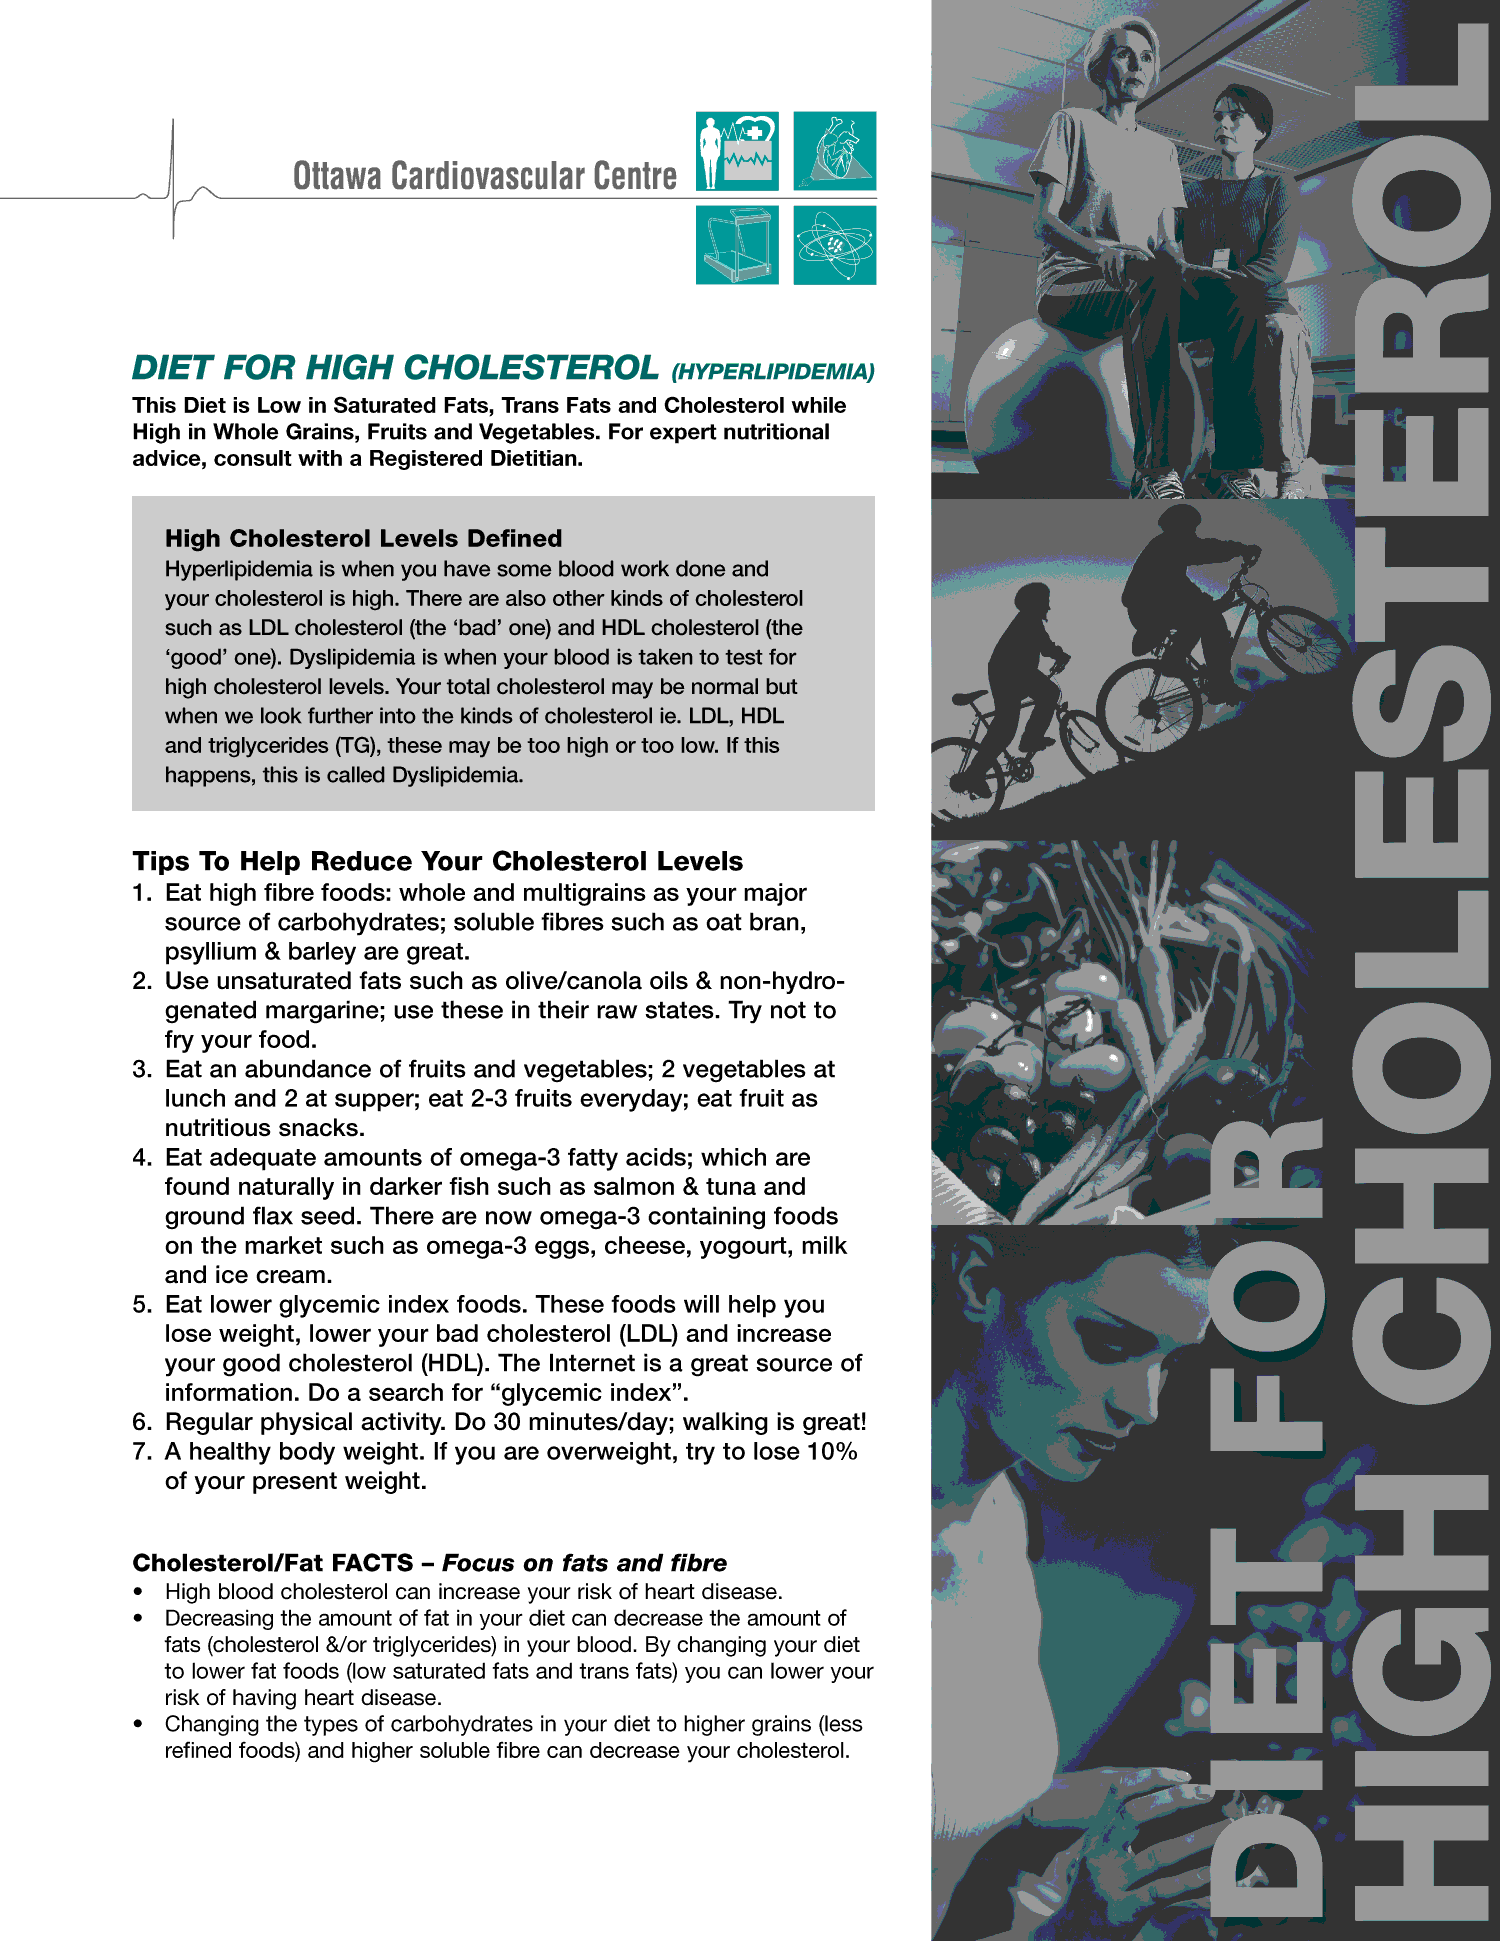 Ottawa Cardiovascular Centre
DIET FOR HIGH CHOLESTEROL (HYPERLIPIDEMIA)
This Diet is Low in Saturated Fats, Trans Fats and Cholesterol while
High in Whole Grains, Fruits and Vegetables. For expert nutritional
advice, consult with a Registered Dietitian.
High Cholesterol Levels Defined
Hyperlipidemia is when you have some blood work done and
your cholesterol is high. There are also other kinds of cholesterol
such as LDL cholesterol (the ‘bad’ one) and HDL cholesterol (the
‘good’ one). Dyslipidemia is when your blood is taken to test for
high cholesterol levels. Your total cholesterol may be normal but
when we look further into the kinds of cholesterol ie. LDL, HDL
and triglycerides (TG), these may be too high or too low. If this
happens, this is called Dyslipidemia.
Tips To Help Reduce Your Cholesterol Levels
1. Eat high fibre foods: whole and multigrains as your major
source of carbohydrates; soluble fibres such as oat bran,
psyllium & barley are great.
2. Use unsaturated fats such as olive/canola oils & non-hydro-
genated margarine; use these in their raw states. Try not to
fry your food.
3. Eat an abundance of fruits and vegetables; 2 vegetables at
lunch and 2 at supper; eat 2-3 fruits everyday; eat fruit as
nutritious snacks.
4. Eat adequate amounts of omega-3 fatty acids; which are
found naturally in darker fish such as salmon & tuna and
ground flax seed. There are now omega-3 containing foods
on the market such as omega-3 eggs, cheese, yogourt, milk
and ice cream.
5. Eat lower glycemic index foods. These foods will help you
lose weight, lower your bad cholesterol (LDL) and increase
your good cholesterol (HDL). The Internet is a great source of
information. Do a search for “glycemic index”.
6. Regular physical activity. Do 30 minutes/day; walking is great!
7. A healthy body weight. If you are overweight, try to lose 10%
of your present weight.
Cholesterol/Fat FACTS – Focus on fats and fibre
• High blood cholesterol can increase your risk of heart disease.
• Decreasing the amount of fat in your diet can decrease the amount of
fats (cholesterol &/or triglycerides) in your blood. By changing your diet
to lower fat foods (low saturated fats and trans fats) you can lower your
risk of having heart disease.
• Changing the types of carbohydrates in your diet to higher grains (less
refined foods) and higher soluble fibre can decrease your cholesterol.
DIET FOR
HIGH CHOLESTEROL